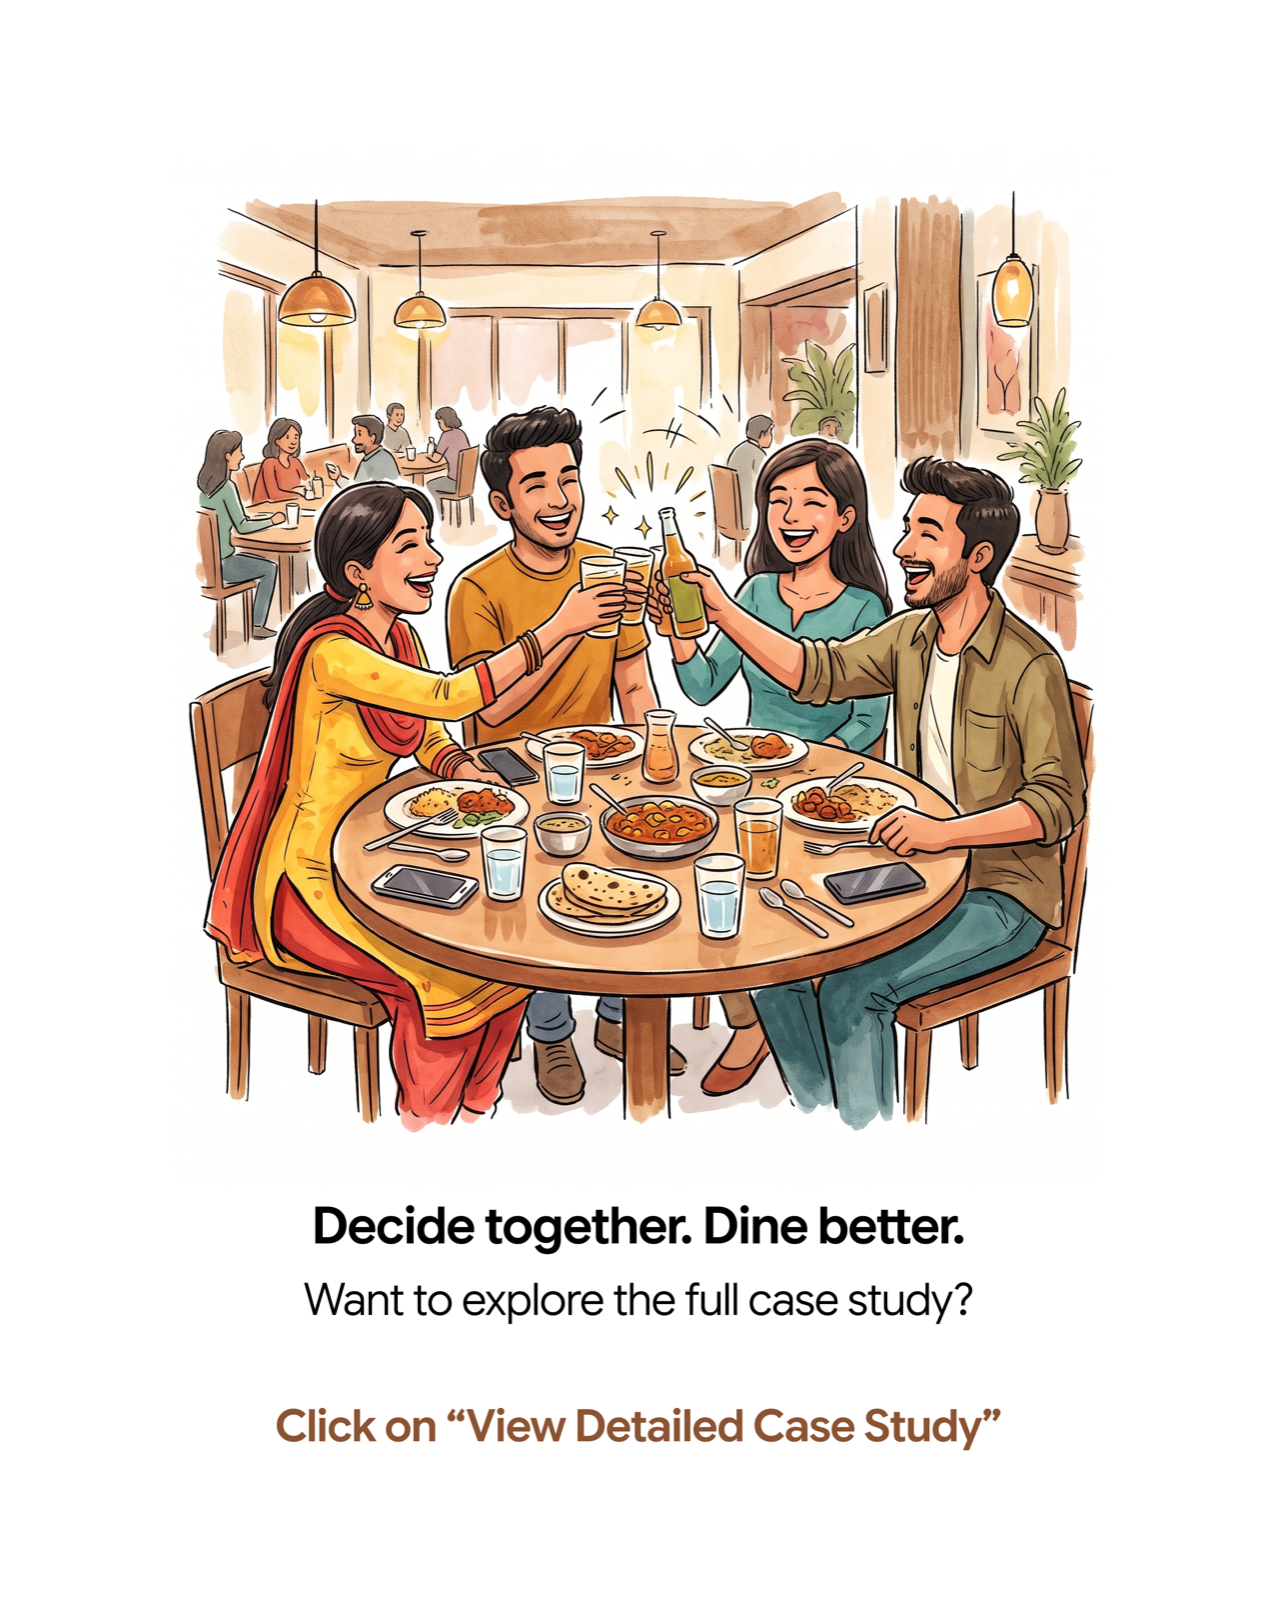 Decide together. Dine better.
Want to explore the full case study?
Click on “View Detailed Case Study”